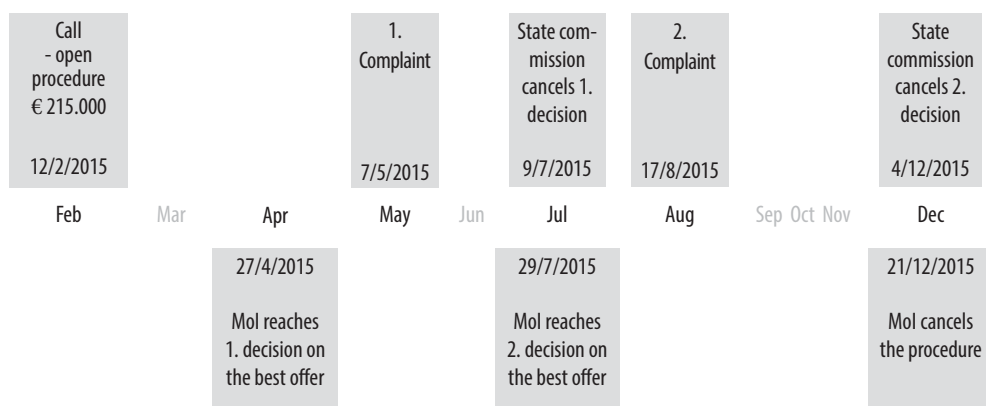 Call
- open
procedure
€ 215.000
12/2/2015
1.
Complaint
7/5/2015
State com-
mission
cancels 1.
decision
9/7/2015
2.
Complaint
17/8/2015
State
commission
cancels 2.
decision
4/12/2015
Feb Mar Apr May Jun Jul Aug Sep Oct Nov Dec
27/4/2015
MoI reaches
1. decision on
the best offer
29/7/2015
MoI reaches
2. decision on
the best offer
21/12/2015
MoI cancels
the procedure